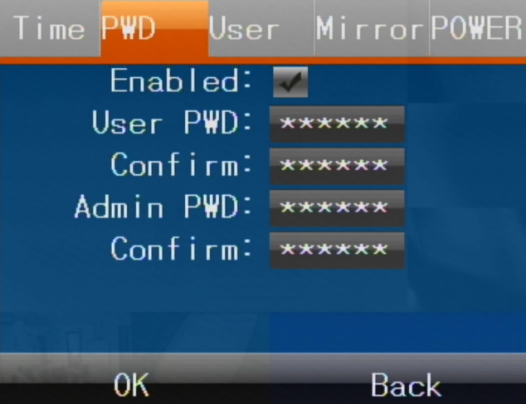 Time PWD User Mirror POWER
Enabled:
User PWD: ******
Confirm: ******
Admin PWD: ******
Confirm: ******
OK Back